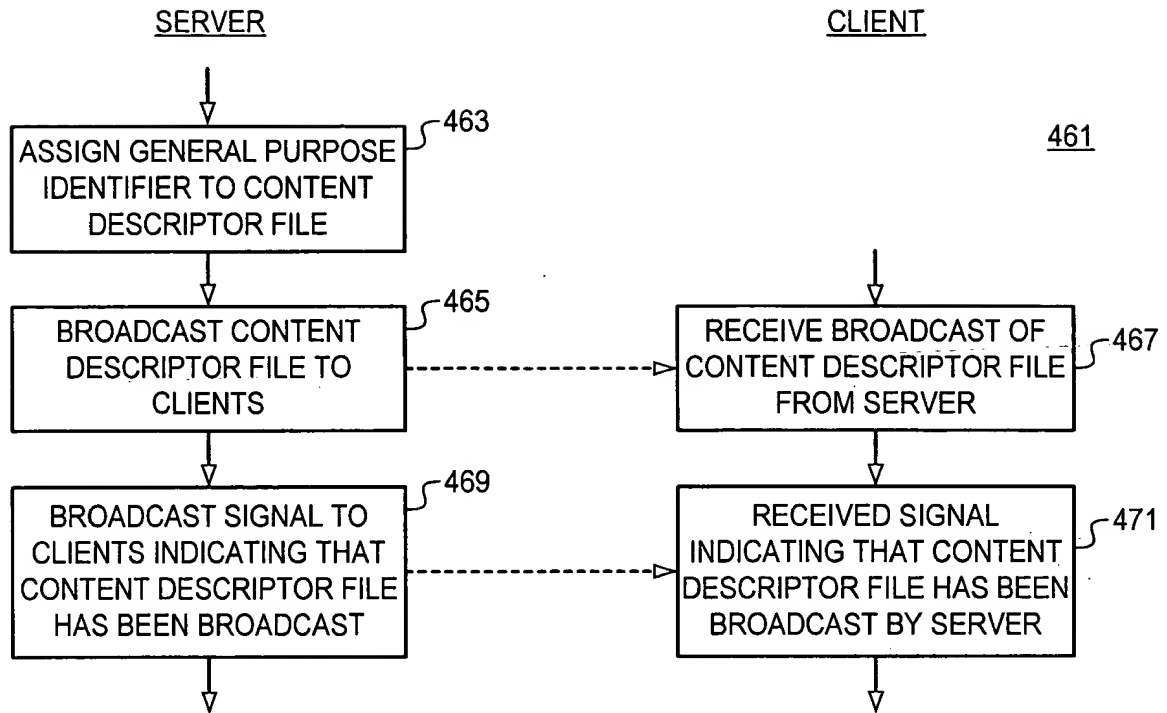 SERVER
CLIENT
461
463
ASSIGN GENERAL PURPOSE
IDENTIFIER TO CONTENT
DESCRIPTOR FILE
465
BROADCAST CONTENT
DESCRIPTOR FILE TO
CLIENTS
RECEIVE BROADCAST OF
CONTENT DESCRIPTOR FILE
FROM SERVER
467
469
BROADCAST SIGNAL TO
CLIENTS INDICATING THAT
CONTENT DESCRIPTOR FILE
HAS BEEN BROADCAST
RECEIVED SIGNAL
INDICATING THAT CONTENT
DESCRIPTOR FILE HAS BEEN
BROADCAST BY SERVER
471